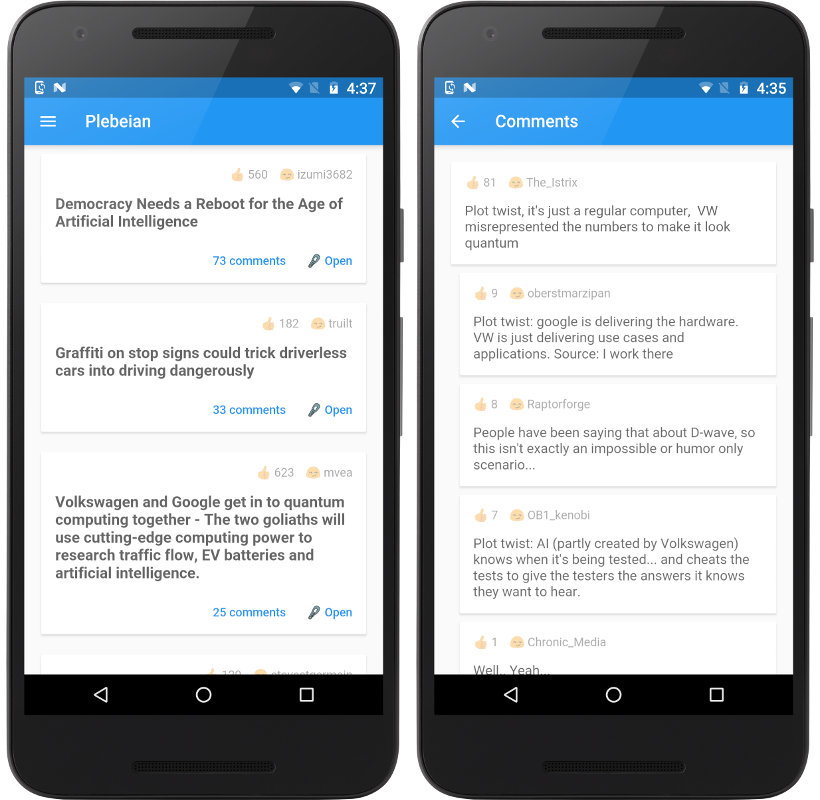 4:37
Plebeian
560 izumi3682
Democracy Needs a Reboot for the Age of
Artificial Intelligence
73 comments Open
182 truilt
Graffiti on stop signs could trick driverless
cars into driving dangerously
33 comments Open
623 mvea
Volkswagen and Google get in to quantum
computing together - The two goliaths will
use cutting-edge computing power to
research traffic flow, EV batteries and
artificial intelligence.
25 comments Open
4:35
Comments
81 The_Istrix
Plot twist, it's just a regular computer,  VW
misrepresented the numbers to make it look
quantum
9 oberstmarzipan
Plot twist: google is delivering the hardware.
VW is just delivering use cases and
applications. Source: I work there
8 Raptorforge
People have been saying that about D-wave, so
this isn't exactly an impossible or humor only
scenario...
7 OB1_kenobi
Plot twist: AI (partly created by Volkswagen)
knows when it's being tested... and cheats the
tests to give the testers the answers it knows
they want to hear.
1 Chronic_Media
Well.. Yeah...